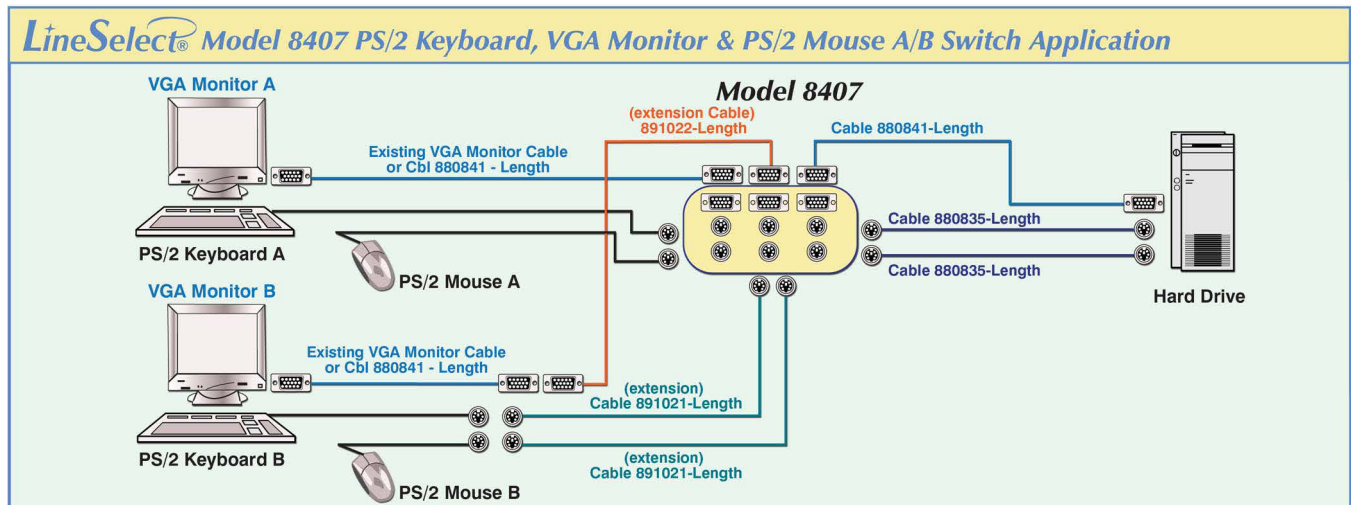 LineSelect® Model 8407 PS/2 Keyboard, VGA Monitor & PS/2 Mouse A/B Switch Application
VGA Monitor A
Model 8407
(extension Cable)
891022-Length
Cable 880841-Length
Existing VGA Monitor Cable
or Cbl 880841 - Length
Cable 880835-Length
PS/2 Keyboard A
Cable 880835-Length
PS/2 Mouse A
VGA Monitor B
Hard Drive
Existing VGA Monitor Cable
or Cbl 880841 - Length
(extension)
Cable 891021-Length
PS/2 Keyboard B
(extension)
Cable 891021-Length
PS/2 Mouse B